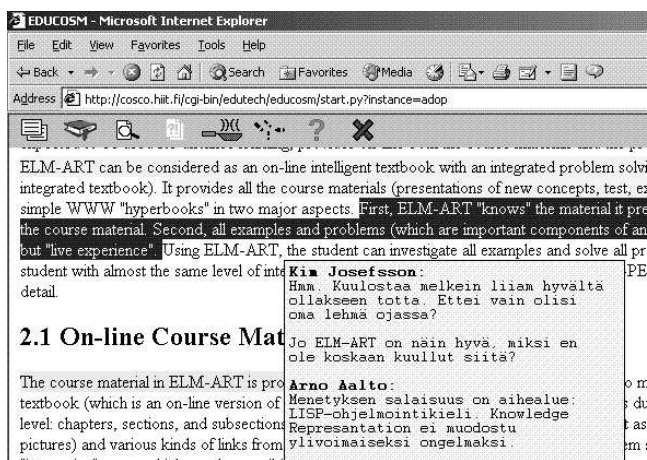 EDUCOSM - Microsoft Internet Explorer
File Edit View Favorites Tools Help
Back Search Favorites Media
Address http://cosco.hiit.fi/cgi-bin/edutech/educosm/start.py?instance=adop
ELM-ART can be considered as an on-line intelligent textbook with an integrated problem solvi
integrated textbook). It provides all the course materials (presentations of new concepts, test, ex
simple WWW "hyperbooks" in two major aspects. First, ELM-ART "knows" the material it pre
the course material. Second, all examples and problems (which are important components of an
but "live experience". Using ELM-ART, the student can investigate all examples and solve all pr
student with almost the same level of inte
detail.
Kim Josefsson:
Hmm. Kuulostaa melkein liiam hyvältä
ollakseen totta. Ettei vain olisi
oma lehmä ojassa?
Jo ELM-ART on näin hyvä, miksi en
ole koskaan kuullut siitä?
Arno Aalto:
Menetyksen salaisuus on aihealue:
LISP-ohjelmointikieli. Knowledge
Represantation ei muodostu
ylivoimaiseksi ongelmaksi.
2.1 On-line Course Mat
The course material in ELM-ART is pro
textbook (which is an on-line version of
level: chapters, sections, and subsections
pictures) and various kinds of links from